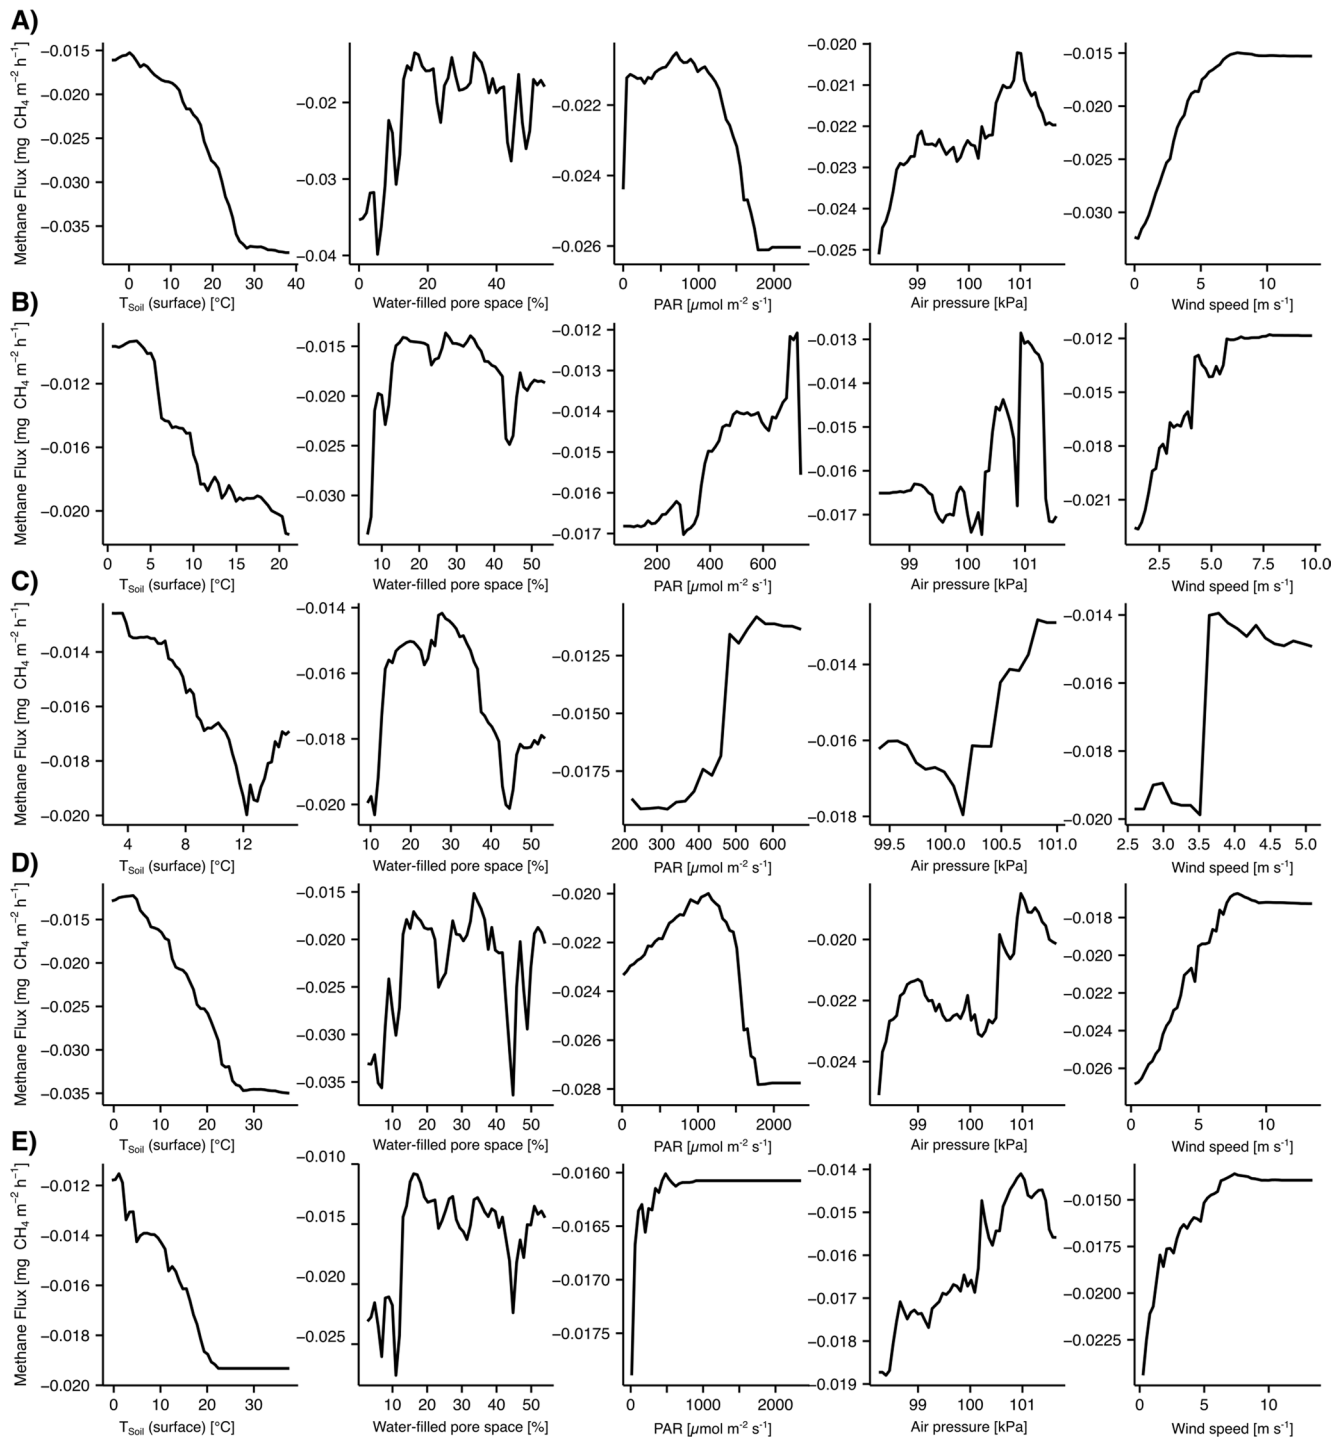 A)
Methane Flux [mg CH4 m−2 h−1]
−0.015
−0.020
−0.025
−0.030
−0.035
0 10 20 30 40
TSoil (surface) [°C]
−0.02
−0.03
−0.04
0 20 40
Water-filled pore space [%]
−0.022
−0.024
−0.026
0 1000 2000
PAR [µmol m-2 s-1]
−0.020
−0.021
−0.022
−0.023
−0.024
−0.025
99 100 101
Air pressure [kPa]
−0.015
−0.020
−0.025
−0.030
0 5 10
Wind speed [m s-1]
B)
Methane Flux [mg CH4 m−2 h−1]
−0.012
−0.016
−0.020
0 5 10 15 20
TSoil (surface) [°C]
−0.015
−0.020
−0.025
−0.030
10 20 30 40 50
Water-filled pore space [%]
−0.012
−0.013
−0.014
−0.015
−0.016
−0.017
200 400 600
PAR [µmol m-2 s-1]
−0.013
−0.014
−0.015
−0.016
−0.017
99 100 101
Air pressure [kPa]
−0.012
−0.015
−0.018
−0.021
2.5 5.0 7.5 10.0
Wind speed [m s-1]
C)
Methane Flux [mg CH4 m−2 h−1]
−0.014
−0.016
−0.018
−0.020
4 8 12
TSoil (surface) [°C]
−0.014
−0.016
−0.018
−0.020
10 20 30 40 50
Water-filled pore space [%]
−0.0125
−0.0150
−0.0175
200 300 400 500 600
PAR [µmol m-2 s-1]
−0.014
−0.016
−0.018
99.5 100.0 100.5 101.0
Air pressure [kPa]
−0.014
−0.016
−0.018
−0.020
2.5 3.0 3.5 4.0 4.5 5.0
Wind speed [m s-1]
D)
Methane Flux [mg CH4 m−2 h−1]
−0.015
−0.020
−0.025
−0.030
−0.035
0 10 20 30
TSoil (surface) [°C]
−0.015
−0.020
−0.025
−0.030
−0.035
10 20 30 40 50
Water-filled pore space [%]
−0.020
−0.022
−0.024
−0.026
−0.028
0 1000 2000
PAR [µmol m-2 s-1]
−0.020
−0.022
−0.024
99 100 101
Air pressure [kPa]
−0.018
−0.020
−0.022
−0.024
−0.026
0 5 10
Wind speed [m s-1]
E)
Methane Flux [mg CH4 m−2 h−1]
−0.012
−0.014
−0.016
−0.018
−0.020
0 10 20 30
TSoil (surface) [°C]
−0.010
−0.015
−0.020
−0.025
10 20 30 40 50
Water-filled pore space [%]
−0.0160
−0.0165
−0.0170
−0.0175
0 1000 2000
PAR [µmol m-2 s-1]
−0.014
−0.015
−0.016
−0.017
−0.018
−0.019
99 100 101
Air pressure [kPa]
−0.0150
−0.0175
−0.0200
−0.0225
0 5 10
Wind speed [m s-1]